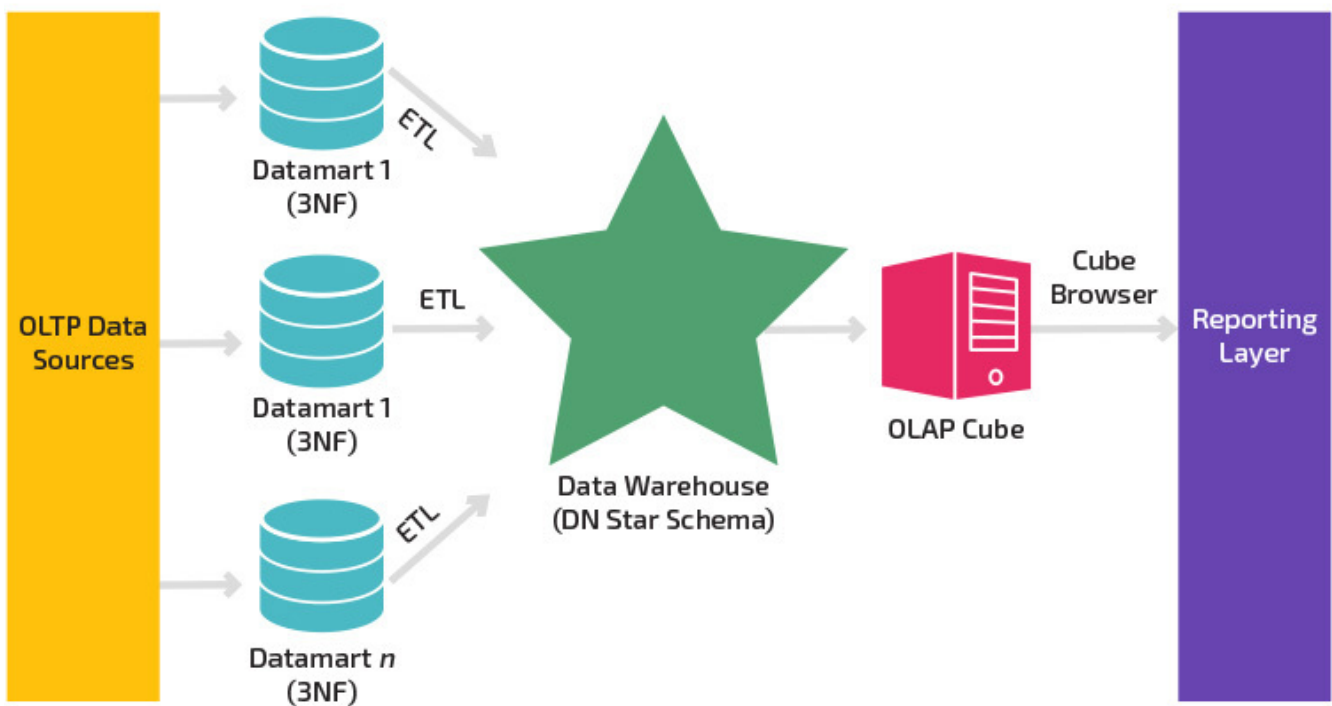 OLTP Data
Sources
ETL
Datamart 1
(3NF)
ETL
Datamart 1
(3NF)
ETL
Datamart n
(3NF)
Data Warehouse
(DN Star Schema)
OLAP Cube
Cube
Browser
Reporting
Layer